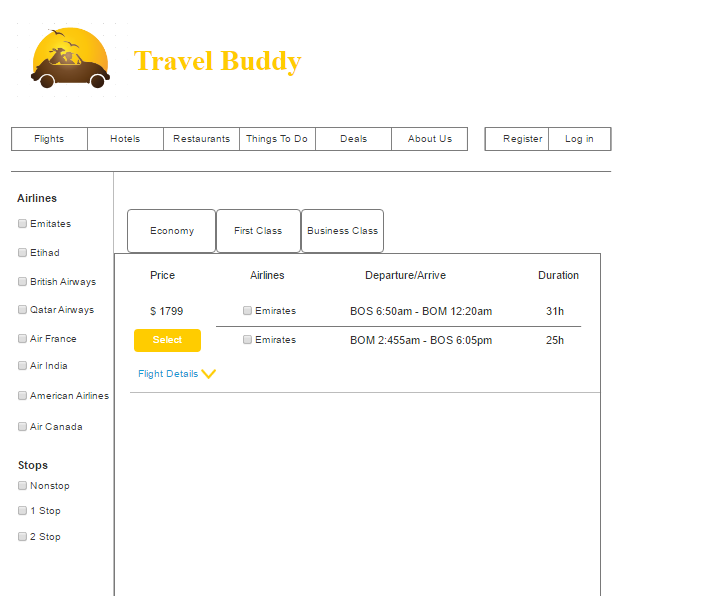 Travel Buddy
Flights Hotels Restaurants Things To Do Deals About Us Register Log in
Airlines
Emitates
Etihad
British Airways
Qatar Airways
Air France
Air India
American Airlines
Air Canada
Stops
Nonstop
1 Stop
2 Stop
Economy First Class Business Class
Price Airlines Departure/Arrive Duration
$ 1799 Emirates BOS 6:50am - BOM 12:20am 31h
Select Emirates BOM 2:455am - BOS 6:05pm 25h
Flight Details